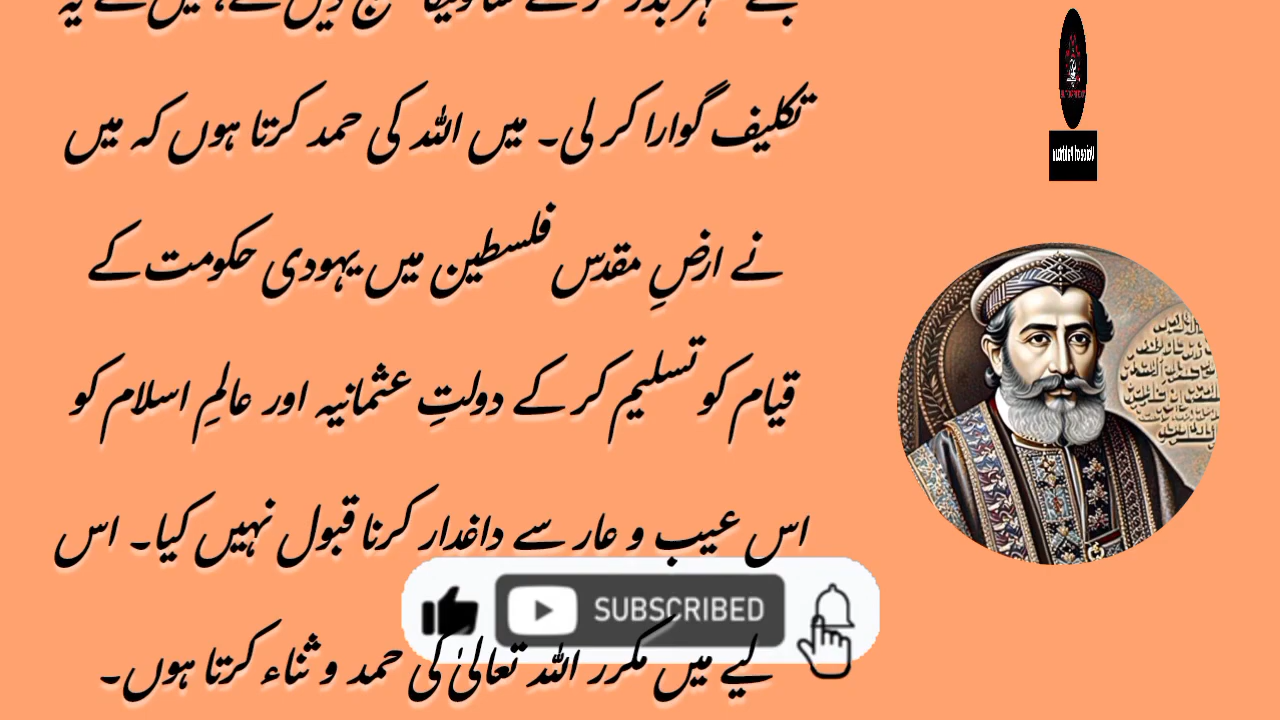 تکلیف گوارا کر لی۔ میں اللہ کی حمد کرتا ہوں کہ میں
نے ارضِ مقدس فلسطین میں یہودی حکومت کے
قیام کو تسلیم کر کے دولتِ عثمانیہ اور عالمِ اسلام کو
اس عیب و عار سے داغدار کرنا قبول نہیں کیا۔ اس
SUBSCRIBED
لیے میں مکرر اللہ تعالیٰ کی حمد و ثناء کرتا ہوں۔